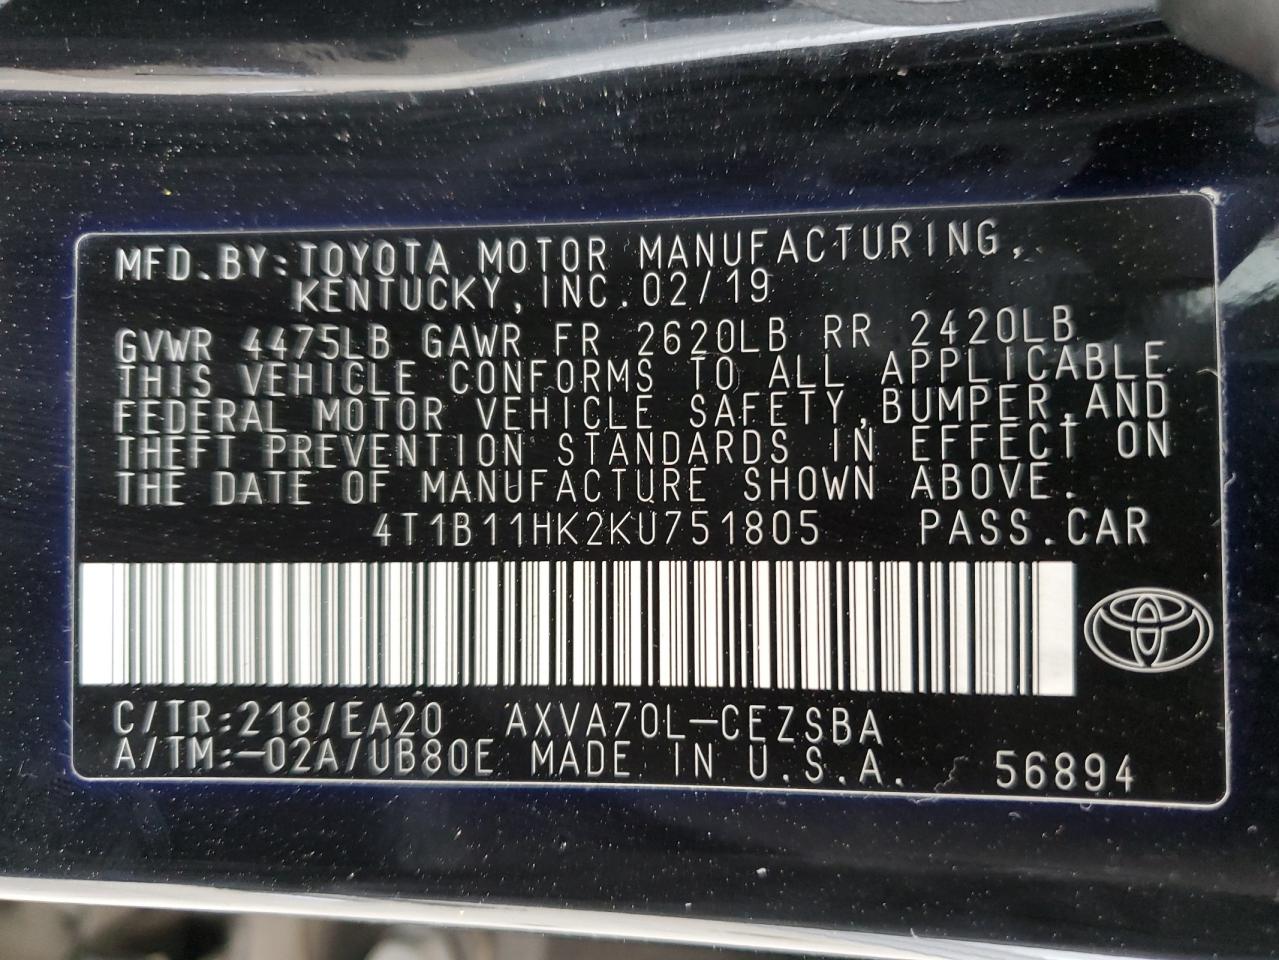 MFD.BY:TOYOTA MOTOR MANUFACTURING,
KENTUCKY,INC.02/19
GVWR 4475LB GAWR FR 2620LB RR 2420LB
THIS VEHICLE CONFORMS TO ALL APPLICABLE
FEDERAL MOTOR VEHICLE SAFETY,BUMPER,AND
THEFT PREVENTION STANDARDS IN EFFECT ON
THE DATE OF MANUFACTURE SHOWN ABOVE.
4T1B11HK2KU751805 PASS.CAR
C/TR:218/EA20 AXVA70L-CEZSBA
A/TM:-02A/UB80E MADE IN U.S.A. 56894